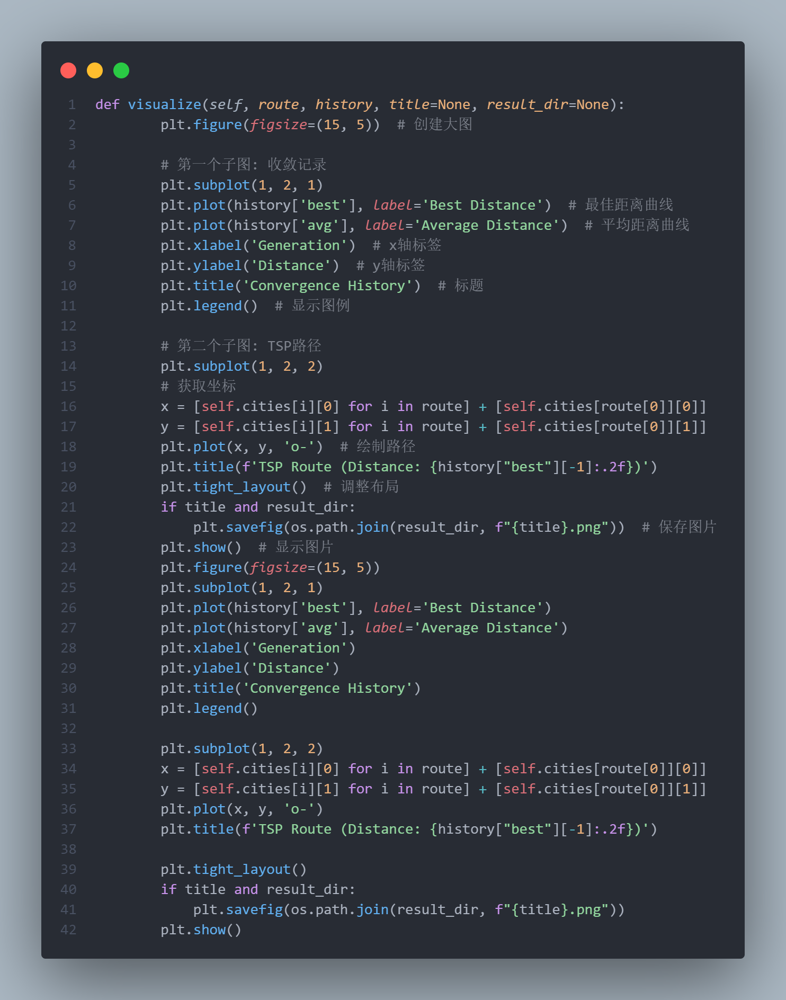 1 def visualize(self, route, history, title=None, result_dir=None):
2         plt.figure(figsize=(15, 5))  # 创建大图
3
4         # 第一个子图: 收敛记录
5         plt.subplot(1, 2, 1)
6         plt.plot(history['best'], label='Best Distance')  # 最佳距离曲线
7         plt.plot(history['avg'], label='Average Distance')  # 平均距离曲线
8         plt.xlabel('Generation')  # x轴标签
9         plt.ylabel('Distance')  # y轴标签
10         plt.title('Convergence History')  # 标题
11         plt.legend()  # 显示图例
12
13         # 第二个子图: TSP路径
14         plt.subplot(1, 2, 2)
15         # 获取坐标
16         x = [self.cities[i][0] for i in route] + [self.cities[route[0]][0]]
17         y = [self.cities[i][1] for i in route] + [self.cities[route[0]][1]]
18         plt.plot(x, y, 'o-')  # 绘制路径
19         plt.title(f'TSP Route (Distance: {history["best"][-1]:.2f})')
20         plt.tight_layout()  # 调整布局
21         if title and result_dir:
22             plt.savefig(os.path.join(result_dir, f"{title}.png"))  # 保存图片
23         plt.show()  # 显示图片
24         plt.figure(figsize=(15, 5))
25         plt.subplot(1, 2, 1)
26         plt.plot(history['best'], label='Best Distance')
27         plt.plot(history['avg'], label='Average Distance')
28         plt.xlabel('Generation')
29         plt.ylabel('Distance')
30         plt.title('Convergence History')
31         plt.legend()
32
33         plt.subplot(1, 2, 2)
34         x = [self.cities[i][0] for i in route] + [self.cities[route[0]][0]]
35         y = [self.cities[i][1] for i in route] + [self.cities[route[0]][1]]
36         plt.plot(x, y, 'o-')
37         plt.title(f'TSP Route (Distance: {history["best"][-1]:.2f})')
38
39         plt.tight_layout()
40         if title and result_dir:
41             plt.savefig(os.path.join(result_dir, f"{title}.png"))
42         plt.show()